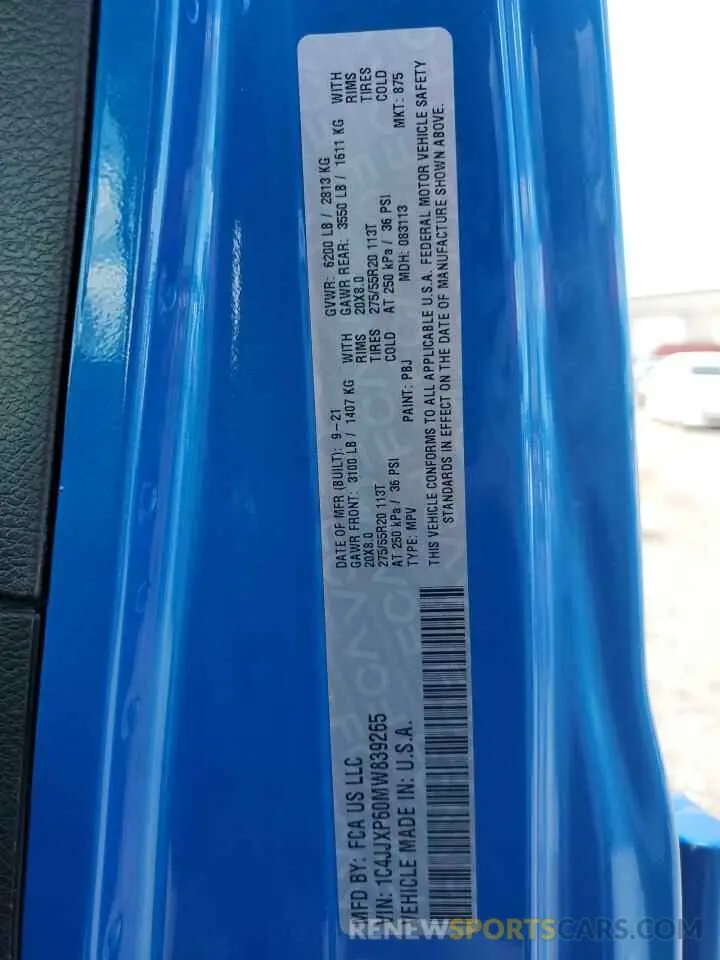 MFD BY: FCA US LLC
VIN: 1C4JJXP60MW839265
VEHICLE MADE IN: U.S.A.
DATE OF MFR (BUILT): 9-21 GVWR: 6200 LB / 2813 KG
GAWR FRONT: 3100 LB / 1407 KG WITH GAWR REAR: 3550 LB / 1611 KG WITH
20X8.0 RIMS 20X8.0 RIMS
275/55R20 113T TIRES 275/55R20 113T TIRES
AT 250 kPa / 36 PSI COLD AT 250 kPa / 36 PSI COLD
TYPE: MPV PAINT: PBJ MDH: 083113 MKT: 875
THIS VEHICLE CONFORMS TO ALL APPLICABLE U.S.A. FEDERAL MOTOR VEHICLE SAFETY
STANDARDS IN EFFECT ON THE DATE OF MANUFACTURE SHOWN ABOVE.
RENEWSPORTSCARS.COM